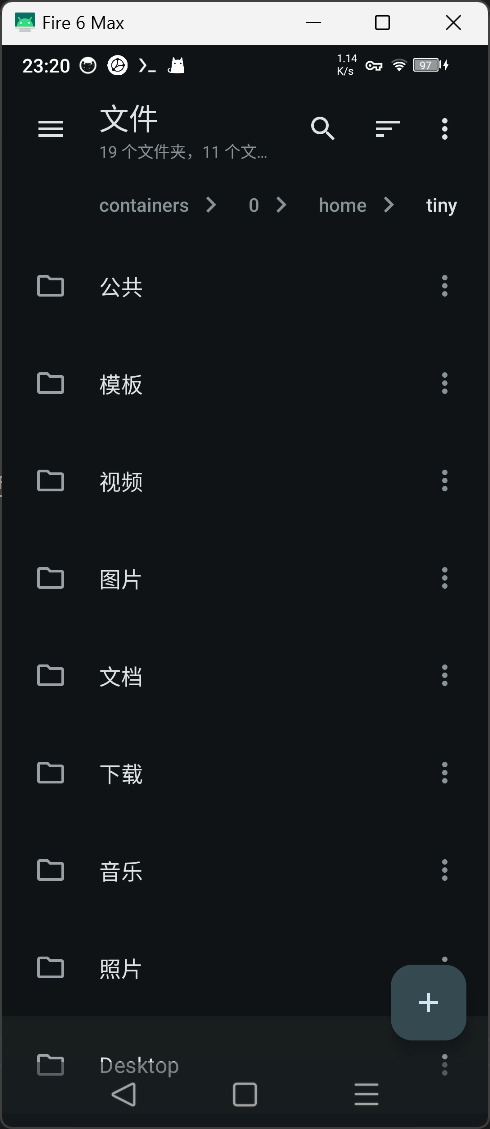 Fire 6 Max
23:20
1.14
K/s
97
文件
19 个文件夹，11 个文…
containers
0
home
tiny
公共
模板
视频
图片
文档
下载
音乐
照片
Desktop